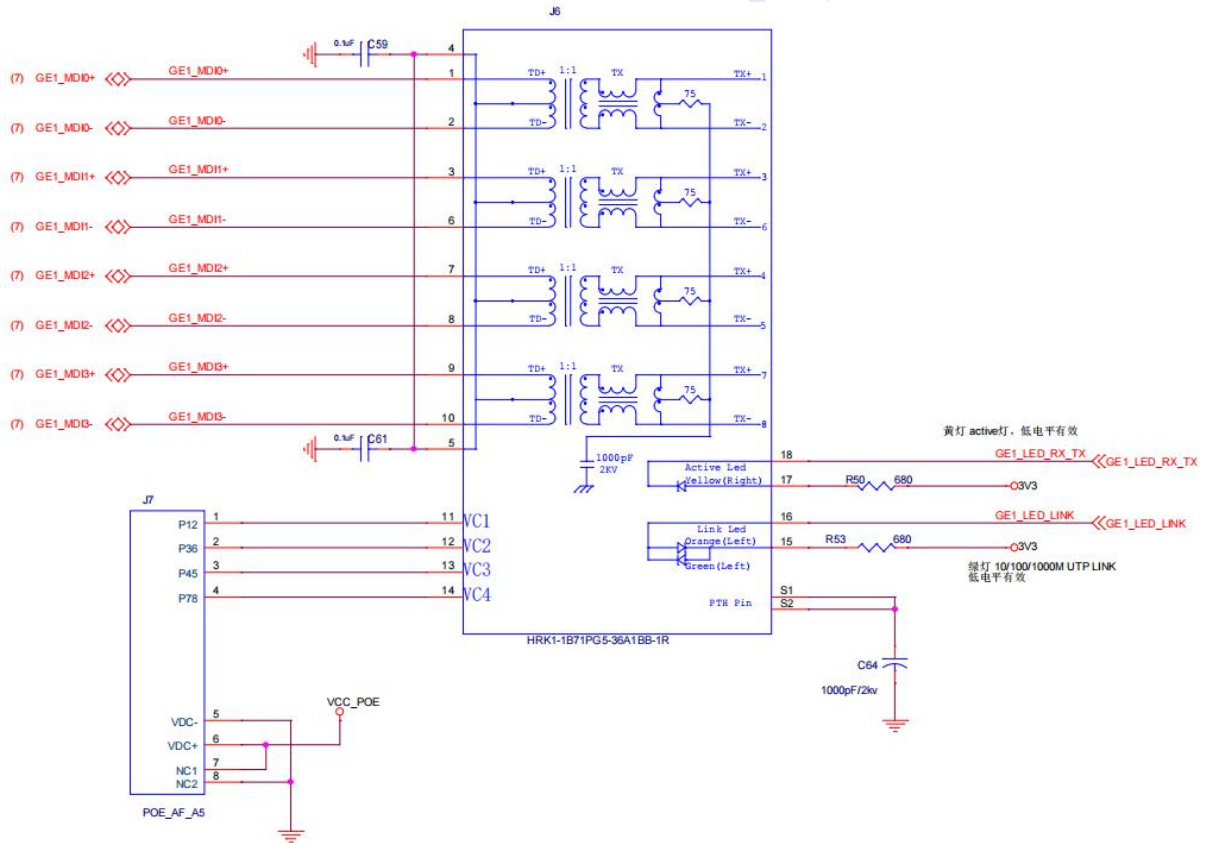 J6
0.1uF C59
4
(7) GE1_MDI0+ GE1_MDI0+ 1 TD+ 1:1 TX TX+ 1
75
(7) GE1_MDI0- GE1_MDI0- 2 TD- TX- 2
(7) GE1_MDI1+ GE1_MDI1+ 3 TD+ 1:1 TX TX+ 3
75
(7) GE1_MDI1- GE1_MDI1- 6 TD- TX- 6
(7) GE1_MDI2+ GE1_MDI2+ 7 TD+ 1:1 TX TX+ 4
75
(7) GE1_MDI2- GE1_MDI2- 8 TD- TX- 5
(7) GE1_MDI3+ GE1_MDI3+ 9 TD+ 1:1 TX TX+ 7
75
(7) GE1_MDI3- GE1_MDI3- 10 TD- TX- 8
0.1uF C61
5
黄灯 active灯，低电平有效
1000pF
2KV
Active Led
Yellow(Right)
18 GE1_LED_RX_TX GE1_LED_RX_TX
17 R50 680 3V3
Link Led
Orange(Left)
Green(Left)
16 GE1_LED_LINK GE1_LED_LINK
15 R53 680 3V3
绿灯 10/100/1000M UTP LINK
低电平有效
J7
P12 1 11 VC1
P36 2 12 VC2
P45 3 13 VC3
P78 4 14 VC4
PTH Pin
S1
S2
HRK1-1B71PG5-36A1BB-1R
C64
1000pF/2kv
VCC_POE
VDC- 5
VDC+ 6
NC1 7
NC2 8
POE_AF_A5